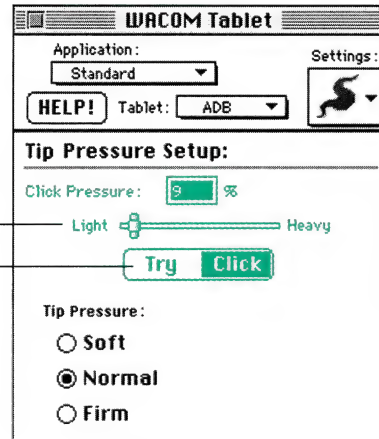 WACOM Tablet
Application:
Settings:
Standard
HELP! Tablet: ADB
Tip Pressure Setup:
Click Pressure: 9 %
Light Heavy
Try Click
Tip Pressure:
Soft
Normal
Firm